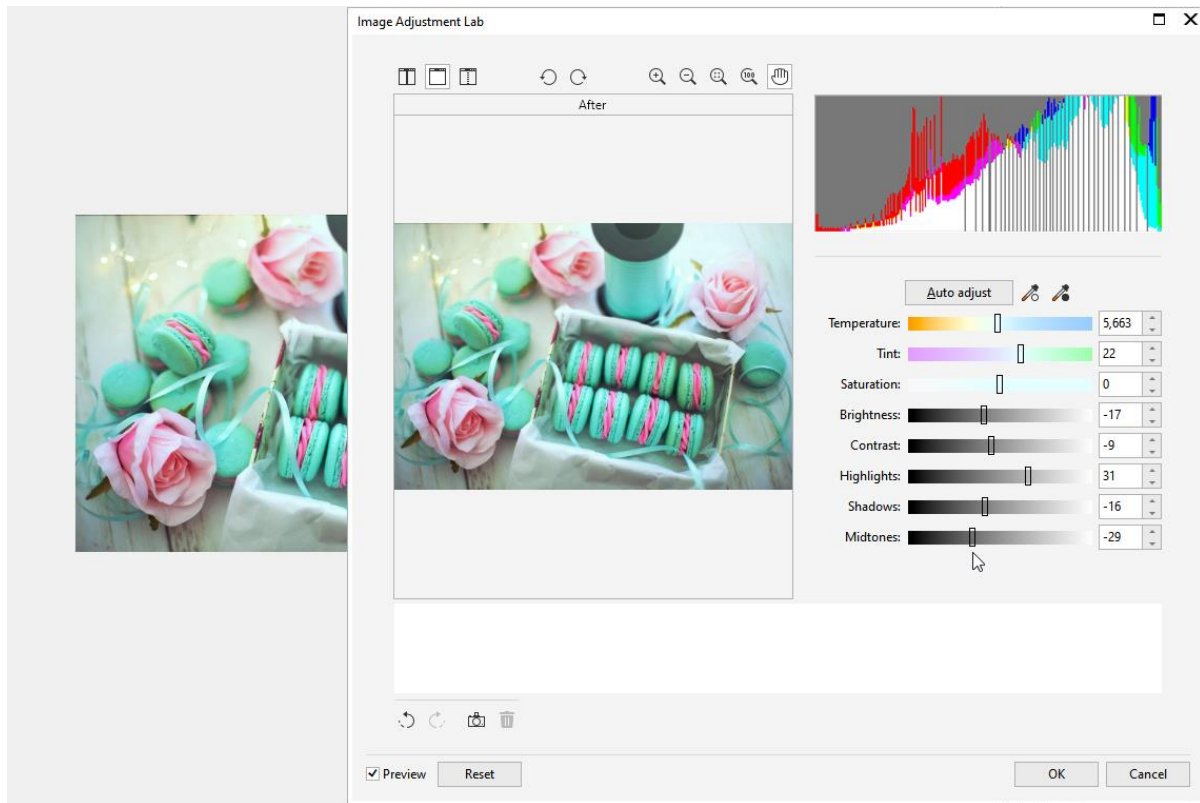 Image Adjustment Lab
100
After
Auto adjust
Temperature: 5,663
Tint: 22
Saturation: 0
Brightness: -17
Contrast: -9
Highlights: 31
Shadows: -16
Midtones: -29
Preview Reset OK Cancel